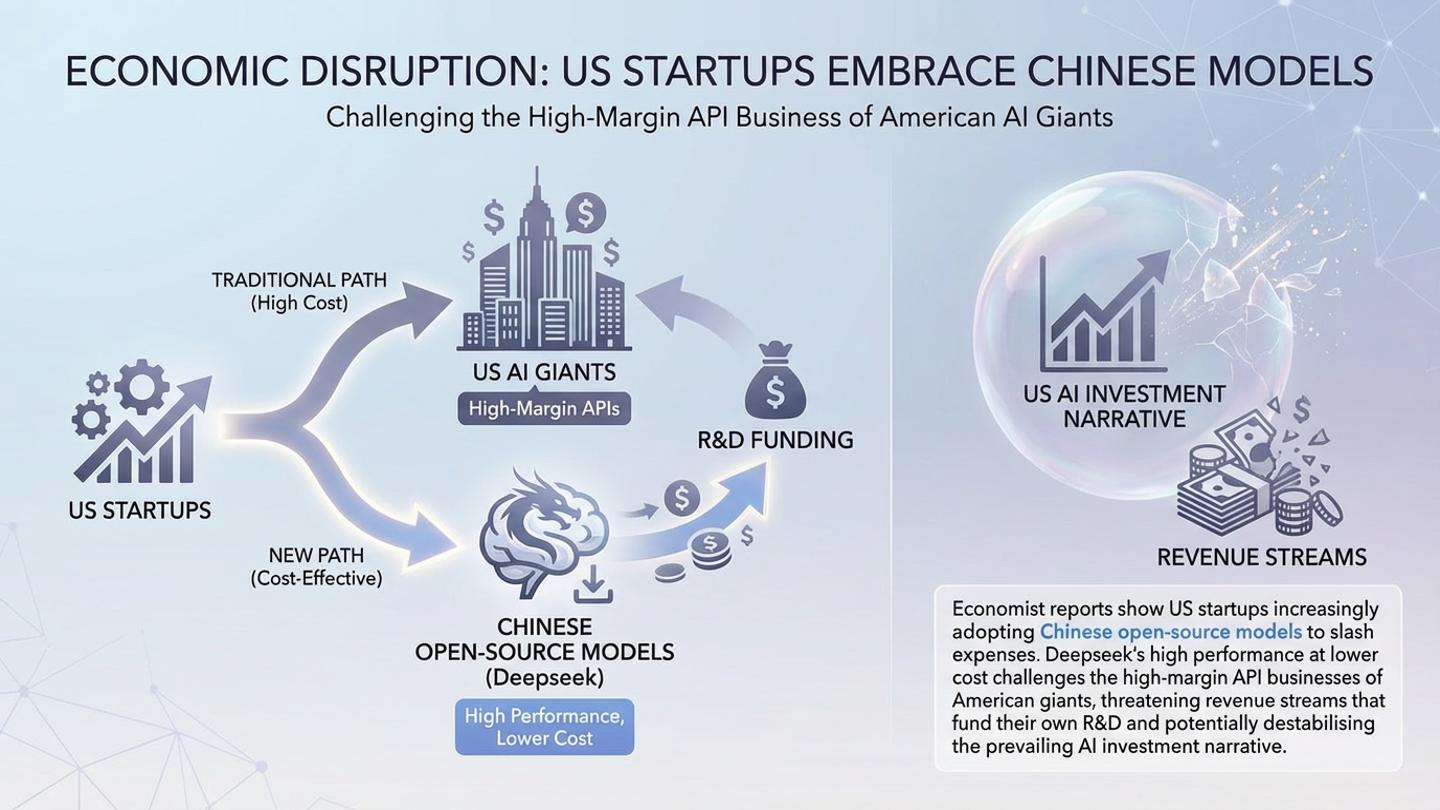 ECONOMIC DISRUPTION: US STARTUPS EMBRACE CHINESE MODELS
Challenging the High-Margin API Business of American AI Giants
TRADITIONAL PATH
(High Cost)
US STARTUPS
NEW PATH
(Cost-Effective)
$
$
$
$
US AI GIANTS
High-Margin APIs
$
R&D FUNDING
$
$
$
CHINESE
OPEN-SOURCE MODELS
(Deepseek)
High Performance,
Lower Cost
US AI INVESTMENT
NARRATIVE
$
REVENUE STREAMS
Economist reports show US startups increasingly
adopting Chinese open-source models to slash
expenses. Deepseek's high performance at lower
cost challenges the high-margin API businesses of
American giants, threatening revenue streams that
fund their own R&D and potentially destabilising
the prevailing AI investment narrative.